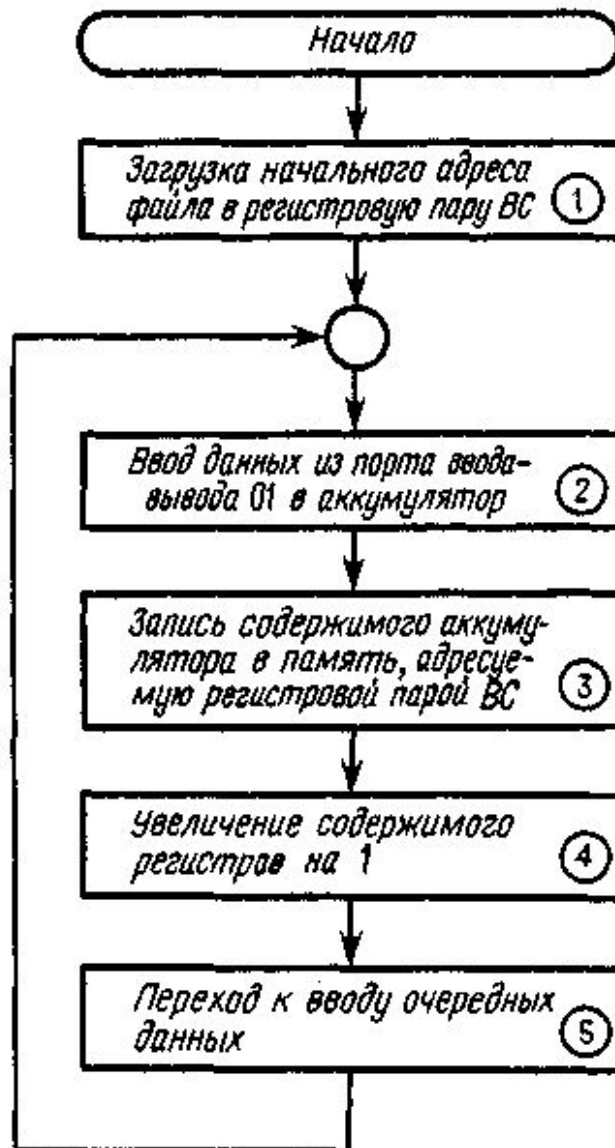 Начало
Загрузка начального адреса
файла в регистровую пару ВС
1
Ввод данных из порта ввода-
вывода 01 в аккумулятор
2
Запись содержимого аккуму-
лятора в память, адресуе-
мую регистровой парой ВС
3
Увеличение содержимого
регистров на 1
4
Переход к вводу очередных
данных
5